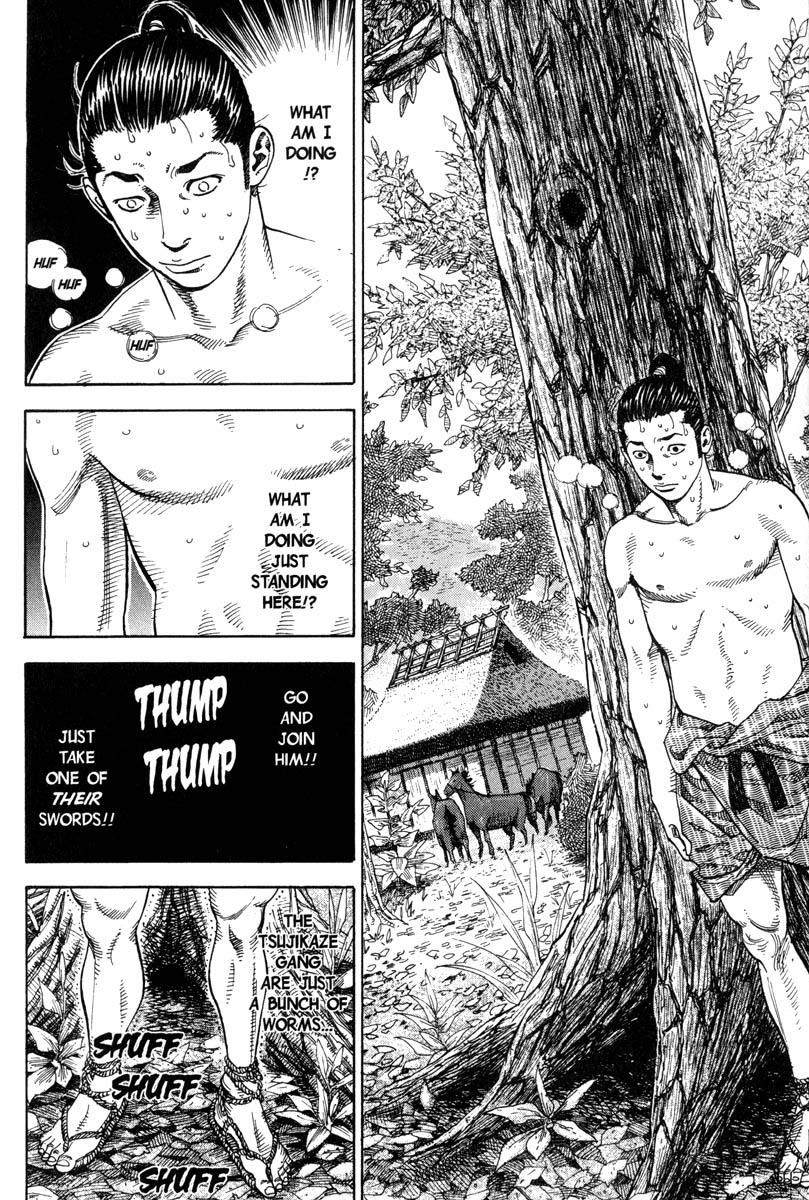 WHAT
AM I
DOING
!?
HUF
HUF
HUF
WHAT
AM I
DOING
JUST
STANDING
HERE!?
GO
AND
JOIN
HIM!!
THUMP
THUMP
JUST
TAKE
ONE OF
THEIR
SWORDS!!
THE
TSUJIKAZE
GANG
ARE JUST
A BUNCH OF
WORMS...
SHUFF
SHUFF
SHUFF